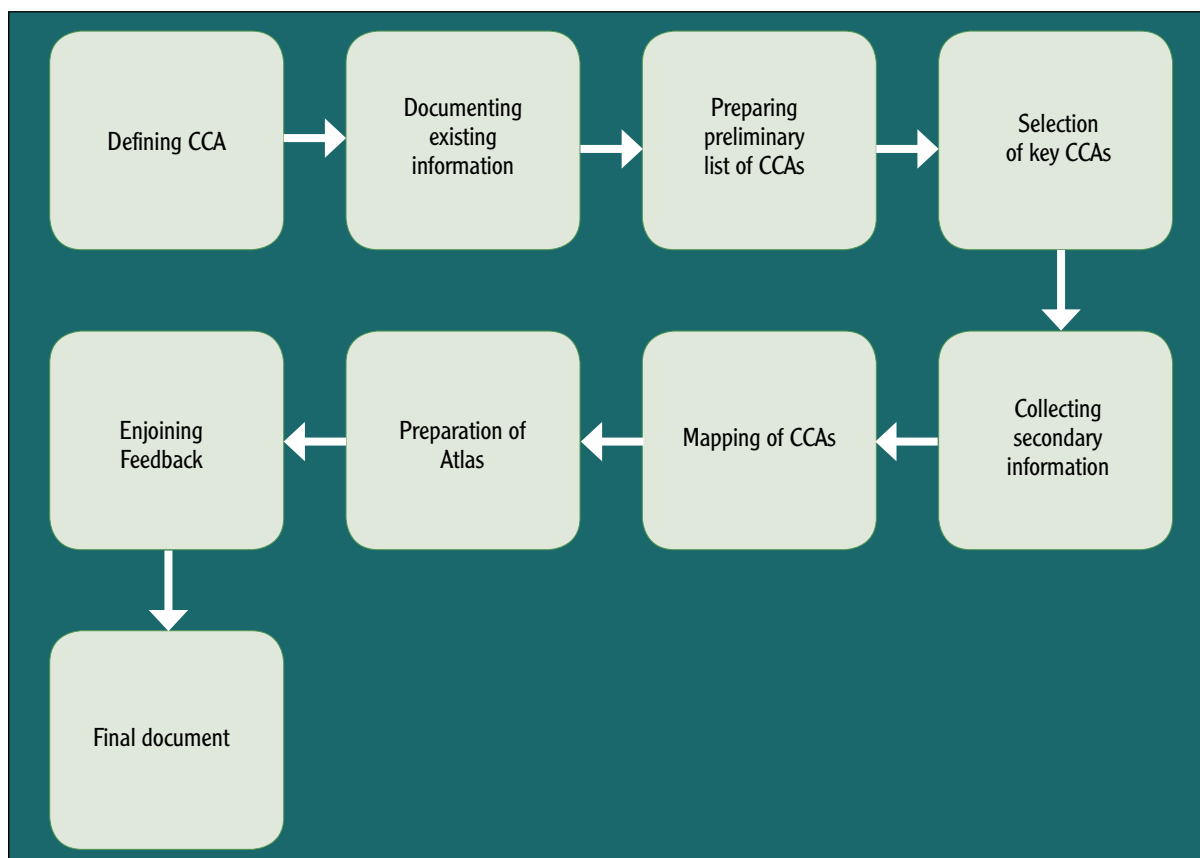 Defining CCA
Documenting
existing
information
Preparing
preliminary
list of CCAs
Selection
of key CCAs
Collecting
secondary
information
Mapping of CCAs
Preparation of
Atlas
Enjoining
Feedback
Final document